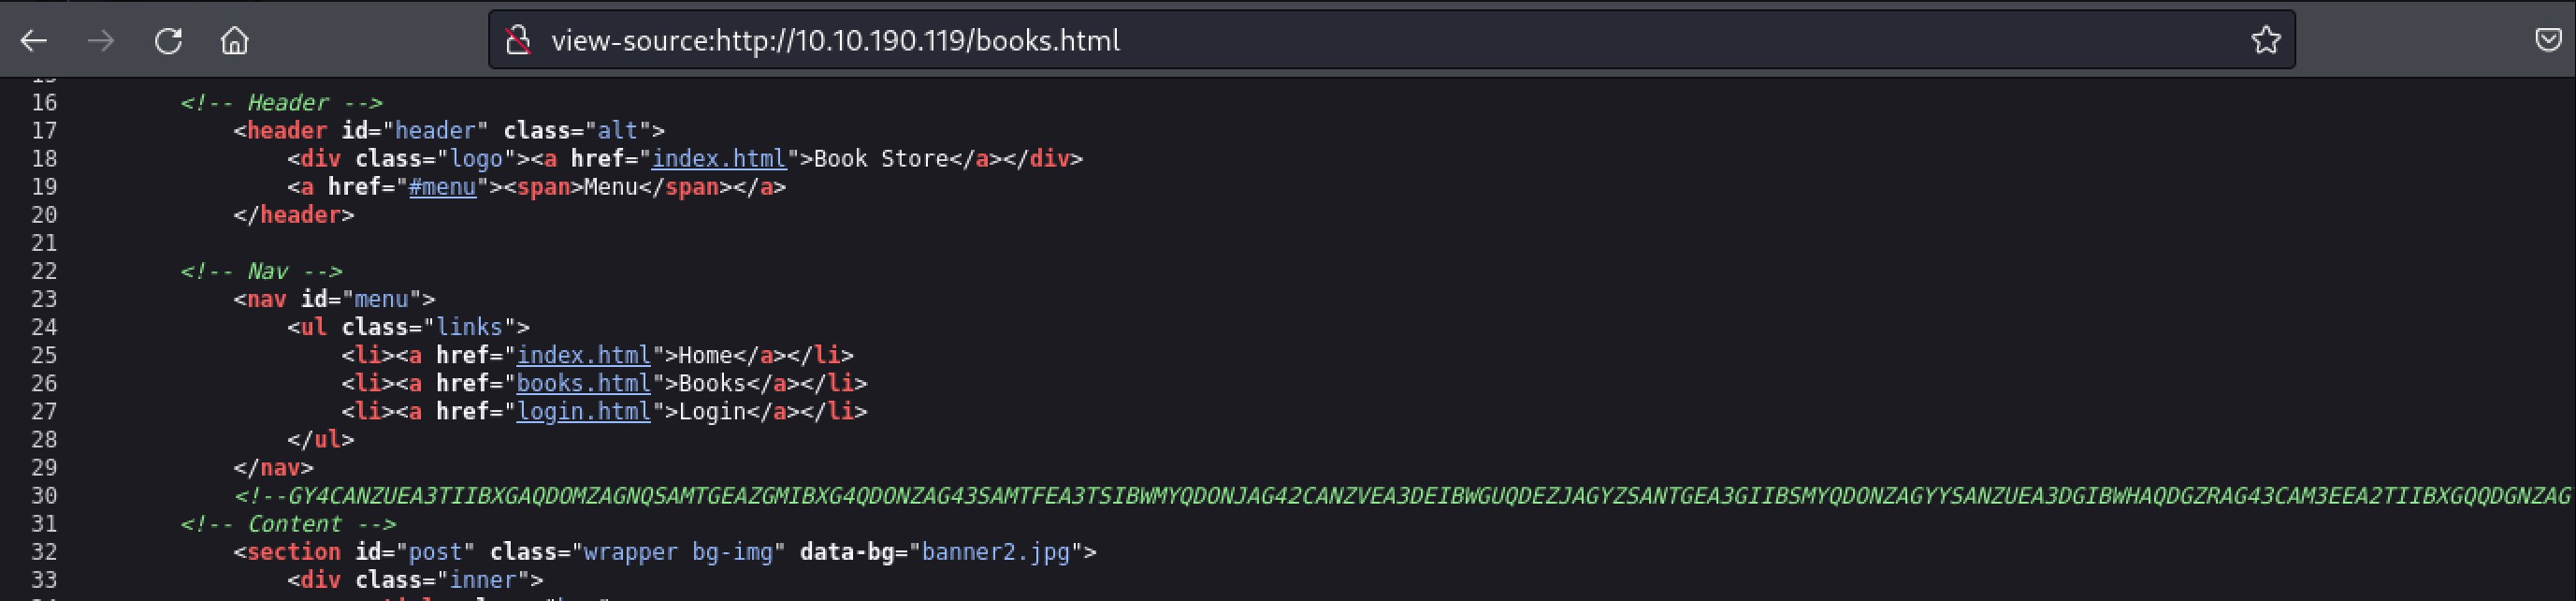 view-source:http://10.10.190.119/books.html
16 <!-- Header -->
17 <header id="header" class="alt">
18 <div class="logo"><a href="index.html">Book Store</a></div>
19 <a href="#menu"><span>Menu</span></a>
20 </header>
21
22 <!-- Nav -->
23 <nav id="menu">
24 <ul class="links">
25 <li><a href="index.html">Home</a></li>
26 <li><a href="books.html">Books</a></li>
27 <li><a href="login.html">Login</a></li>
28 </ul>
29 </nav>
30 <!--GY4CANZUEA3TIIBXGAQDOMZAGNQSAMTGEAZGMIBXG4QDONZAG43SAMTFEA3TSIBWMYQDONJAG42CANZVEA3DEIBWGUQDEZJAGYZSANTGEA3GIIBSMYQDONZAGYYSANZUEA3DGIBWHAQDGZRAG43CAM3EEA2TIIBXGQQDGNZAG
31 <!-- Content -->
32 <section id="post" class="wrapper bg-img" data-bg="banner2.jpg">
33 <div class="inner">